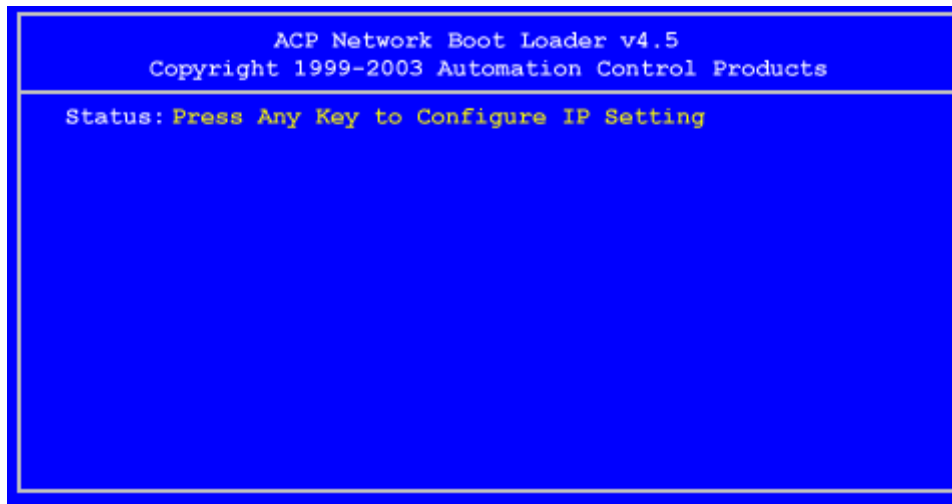 ACP Network Boot Loader v4.5
Copyright 1999-2003 Automation Control Products
Status: Press Any Key to Configure IP Setting